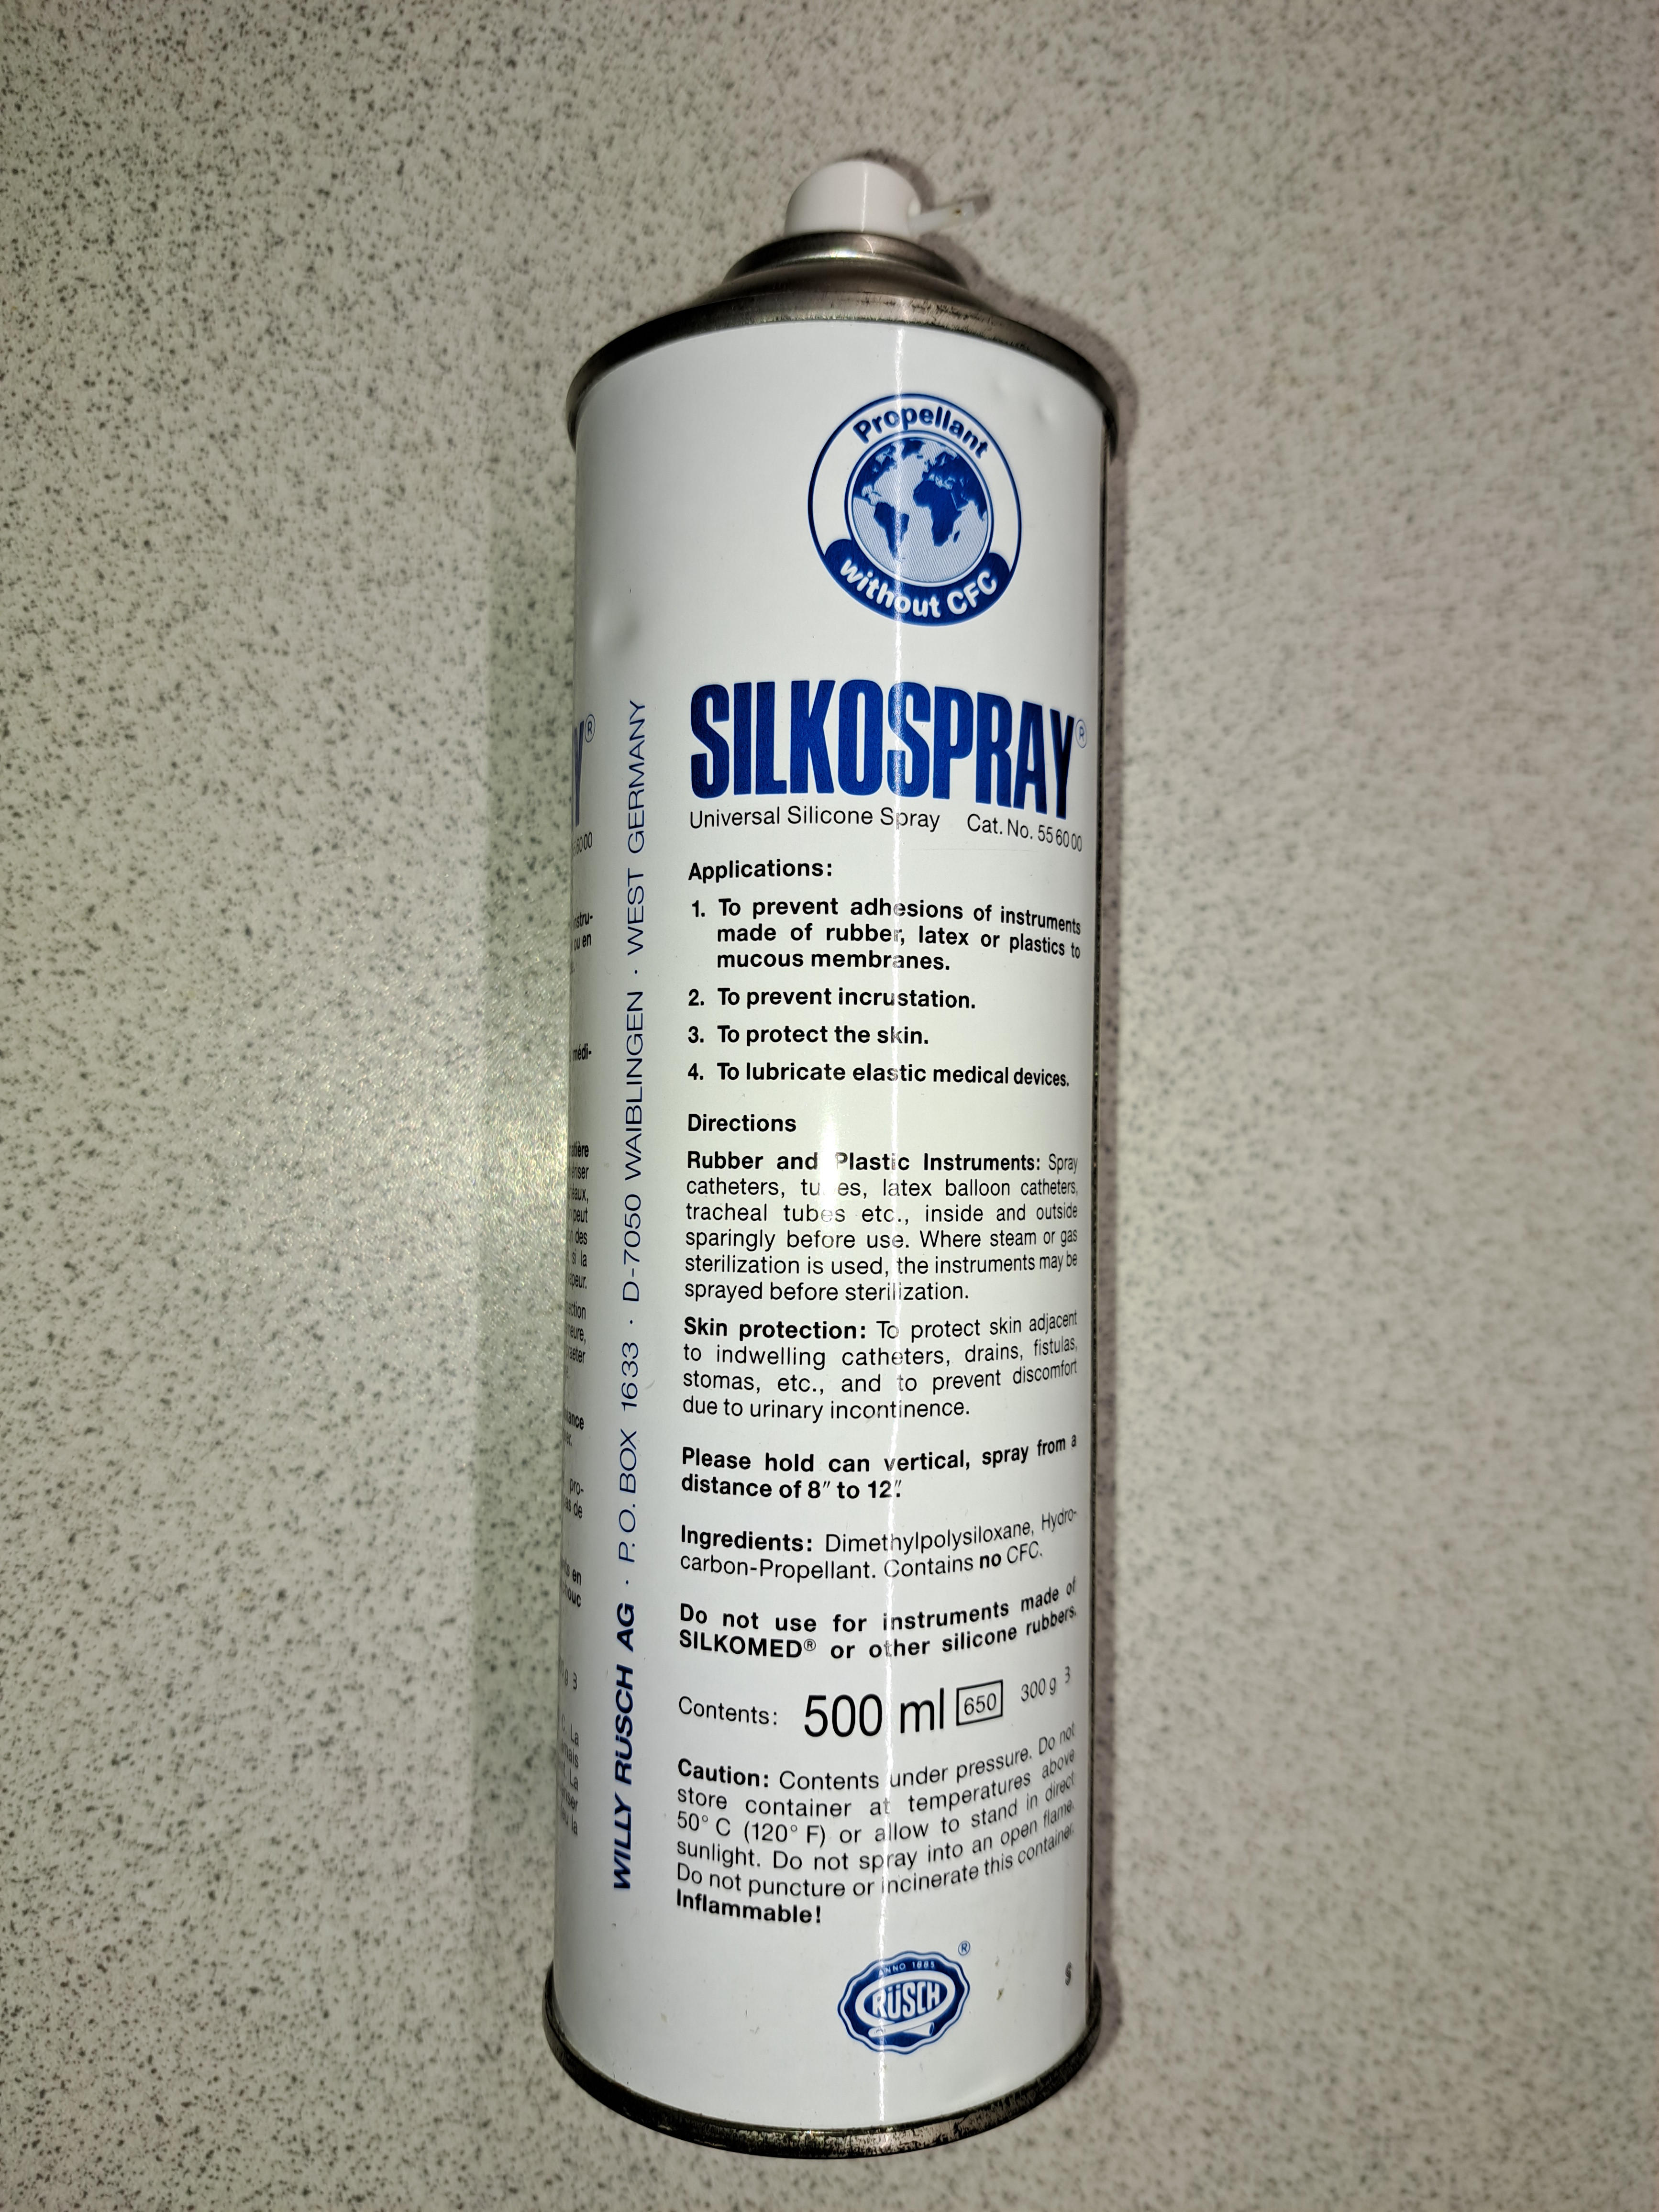 Propellant
without CFC
SILKOSPRAY®
Universal Silicone Spray Cat. No. 55 60 00
Applications:
1. To prevent adhesions of instruments
made of rubber, latex or plastics to
mucous membranes.
2. To prevent incrustation.
3. To protect the skin.
4. To lubricate elastic medical devices.
Directions
Rubber and Plastic Instruments: Spray
catheters, tubes, latex balloon catheters,
tracheal tubes etc., inside and outside
sparingly before use. Where steam or gas
sterilization is used, the instruments may be
sprayed before sterilization.
Skin protection: To protect skin adjacent
to indwelling catheters, drains, fistulas,
stomas, etc., and to prevent discomfort
due to urinary incontinence.
Please hold can vertical, spray from a
distance of 8" to 12".
Ingredients: Dimethylpolysiloxane, Hydro-
carbon-Propellant. Contains no CFC.
Do not use for instruments made of
SILKOMED® or other silicone rubbers.
Contents: 500 ml 650 300 g 3
Caution: Contents under pressure. Do not
store container at temperatures above
50° C (120° F) or allow to stand in direct
sunlight. Do not spray into an open flame.
Do not puncture or incinerate this container.
Inflammable!
ANNO 1885
RÜSCH
®
WILLY RÜSCH AG · P.O. BOX 1633 · D-7050 WAIBLINGEN · WEST GERMANY